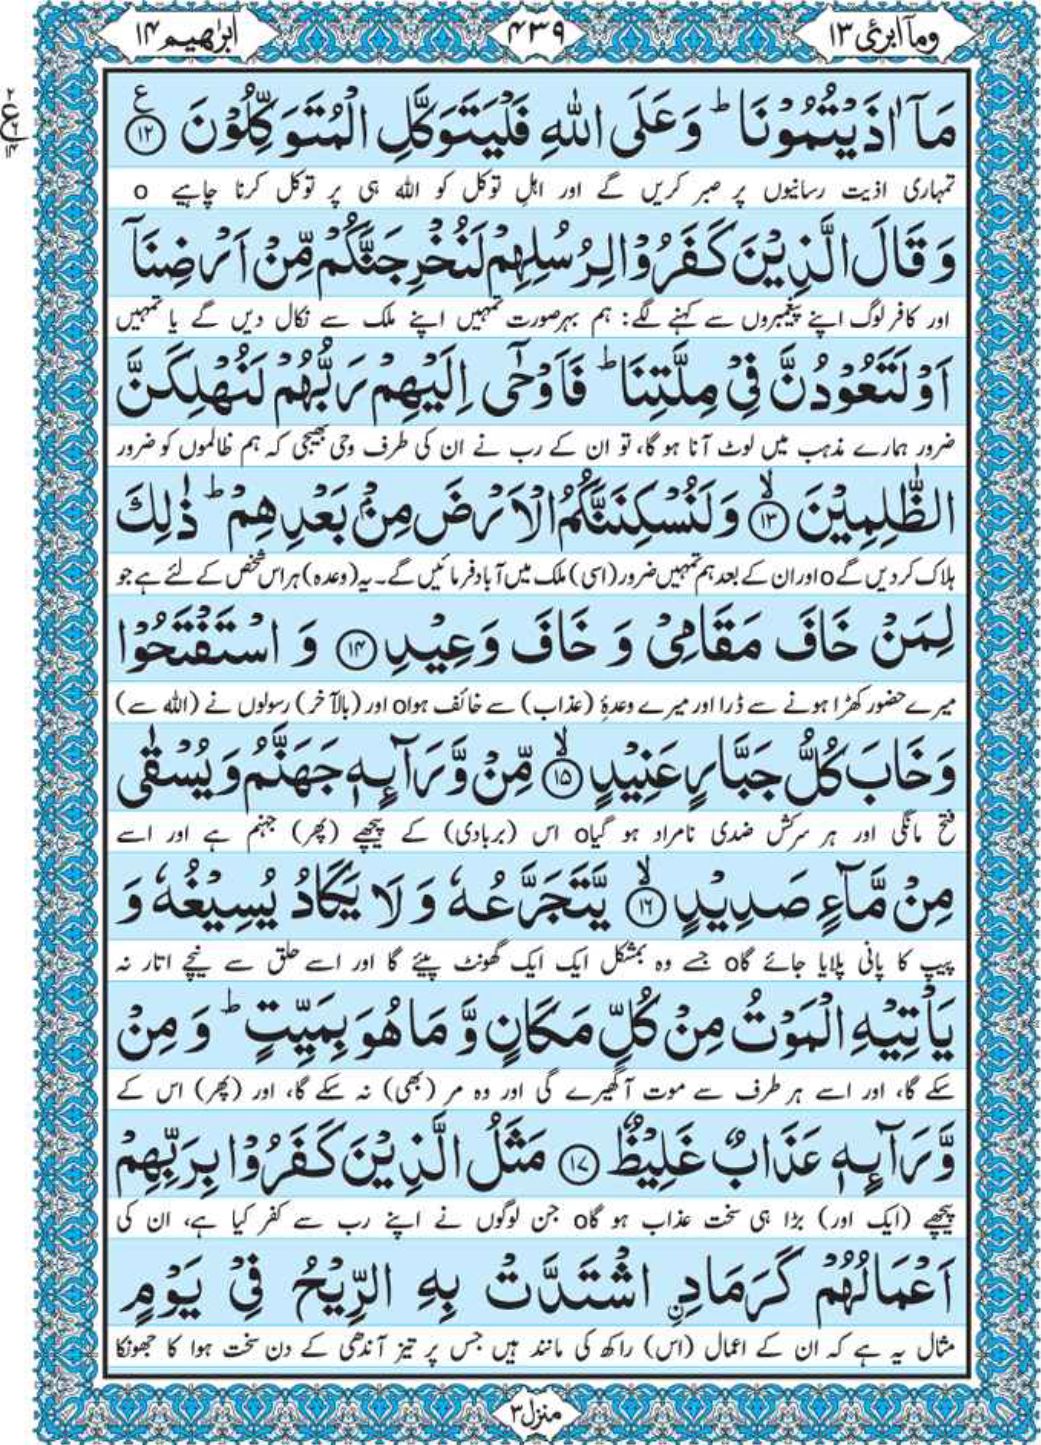 وما ابرئ ۱۳
۴۳۹
ابرٰهيم ۱۴
مَاۤ اٰذَيْتُمُوْنَا ؕ وَعَلَى اللّٰهِ فَلْيَتَوَكَّلِ الْمُتَوَكِّلُوْنَ ﴿۱۲﴾ ع
۲
ع
۱۴
تمہاری اذیت رسانیوں پر صبر کریں گے اور اہلِ توکل کو اللہ ہی پر توکل کرنا چاہیے o
وَقَالَ الَّذِيْنَ كَفَرُوْا لِرُسُلِهِمْ لَنُخْرِجَنَّكُمْ مِّنْ اَرْضِنَاۤ
اور کافر لوگ اپنے پیغمبروں سے کہنے لگے: ہم بہرصورت تمہیں اپنے ملک سے نکال دیں گے یا تمہیں
اَوْ لَتَعُوْدُنَّ فِيْ مِلَّتِنَا ؕ فَاَوْحٰۤى اِلَيْهِمْ رَبُّهُمْ لَنُهْلِكَنَّ
ضرور ہمارے مذہب میں لوٹ آنا ہو گا، تو ان کے رب نے ان کی طرف وحی بھیجی کہ ہم ظالموں کو ضرور
الظّٰلِمِيْنَ ﴿۱۳﴾ۙ وَلَنُسْكِنَنَّكُمُ الْاَرْضَ مِنْۢ بَعْدِهِمْ ؕ ذٰلِكَ
ہلاک کر دیں گے o اور ان کے بعد ہم تمہیں ضرور (اسی) ملک میں آباد فرمائیں گے۔ یہ (وعدہ) ہر اس شخص کے لئے ہے جو
لِمَنْ خَافَ مَقَامِيْ وَ خَافَ وَعِيْدِ ﴿۱۴﴾ وَ اسْتَفْتَحُوْا
میرے حضور کھڑا ہونے سے ڈرا اور میرے وعدۂ (عذاب) سے خائف ہوا o اور (بالآخر) رسولوں نے (اللہ سے)
وَخَابَ كُلُّ جَبَّارٍ عَنِيْدٍ ﴿۱۵﴾ۙ مِّنْ وَّرَآىِٕهٖ جَهَنَّمُ وَيُسْقٰى
فتح مانگی اور ہر سرکش ضدی نامراد ہو گیا o اس (بربادی) کے پیچھے (پھر) جہنم ہے اور اسے
مِنْ مَّآءٍ صَدِيْدٍ ﴿۱۶﴾ۙ يَّتَجَرَّعُهٗ وَ لَا يَكَادُ يُسِيْغُهٗ وَ
پیپ کا پانی پلایا جائے گا o جسے وہ بمشکل ایک ایک گھونٹ پیئے گا اور اسے حلق سے نیچے اتار نہ
يَاْتِيْهِ الْمَوْتُ مِنْ كُلِّ مَكَانٍ وَّ مَا هُوَ بِمَيِّتٍ ؕ وَ مِنْ
سکے گا، اور اسے ہر طرف سے موت آ گھیرے گی اور وہ مر (بھی) نہ سکے گا، اور (پھر) اس کے
وَّرَآىِٕهٖ عَذَابٌ غَلِيْظٌ ﴿۱۷﴾ مَثَلُ الَّذِيْنَ كَفَرُوْا بِرَبِّهِمْ
پیچھے (ایک اور) بڑا ہی سخت عذاب ہو گا o جن لوگوں نے اپنے رب سے کفر کیا ہے، ان کی
اَعْمَالُهُمْ كَرَمَادِ ࣙاشْتَدَّتْ بِهِ الرِّيْحُ فِيْ يَوْمٍ
مثال یہ ہے کہ ان کے اعمال (اس) راکھ کی مانند ہیں جس پر تیز آندھی کے دن سخت ہوا کا جھونکا
منزل ۳